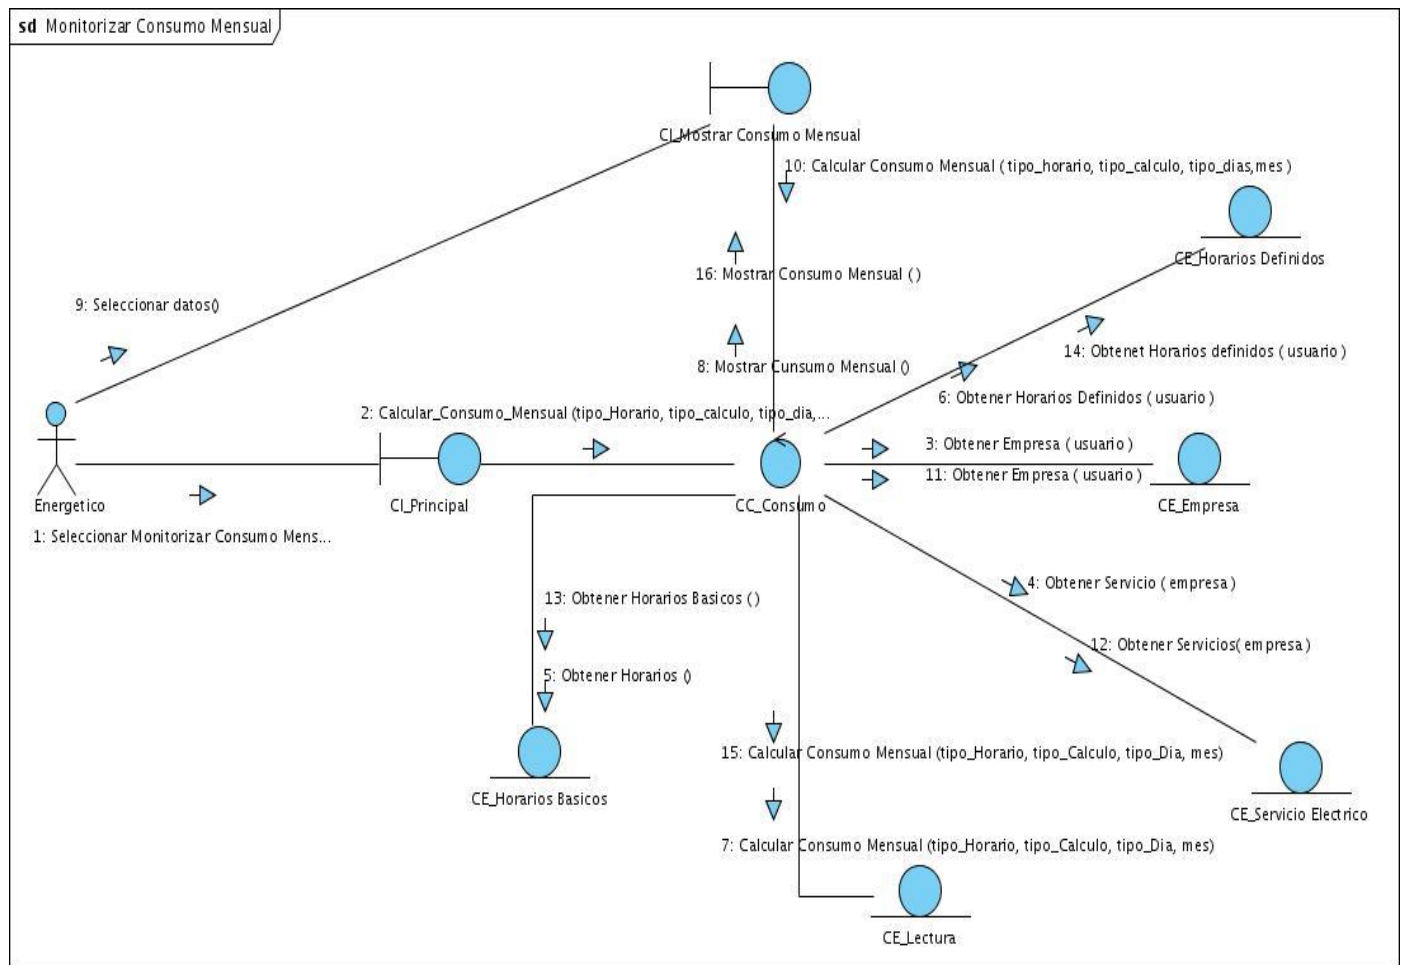 sd Monitorizar Consumo Mensual
CI_Mostrar Consumo Mensual
10: Calcular Consumo Mensual ( tipo_horario, tipo_calculo, tipo_dias,mes )
CE_Horarios Definidos
16: Mostrar Consumo Mensual ()
9: Seleccionar datos()
14: Obtenet Horarios definidos ( usuario )
8: Mostrar Cunsumo Mensual ()
6: Obtener Horarios Definidos ( usuario )
2: Calcular_Consumo_Mensual (tipo_Horario, tipo_calculo, tipo_dia,...
3: Obtener Empresa ( usuario )
11: Obtener Empresa ( usuario )
Energetico
CI_Principal
CC_Consumo
CE_Empresa
1: Seleccionar Monitorizar Consumo Mens...
4: Obtener Servicio ( empresa )
13: Obtener Horarios Basicos ()
12: Obtener Servicios( empresa )
5: Obtener Horarios ()
15: Calcular Consumo Mensual (tipo_Horario, tipo_Calculo, tipo_Dia, mes)
CE_Horarios Basicos
CE_Servicio Electrico
7: Calcular Consumo Mensual (tipo_Horario, tipo_Calculo, tipo_Dia, mes)
CE_Lectura